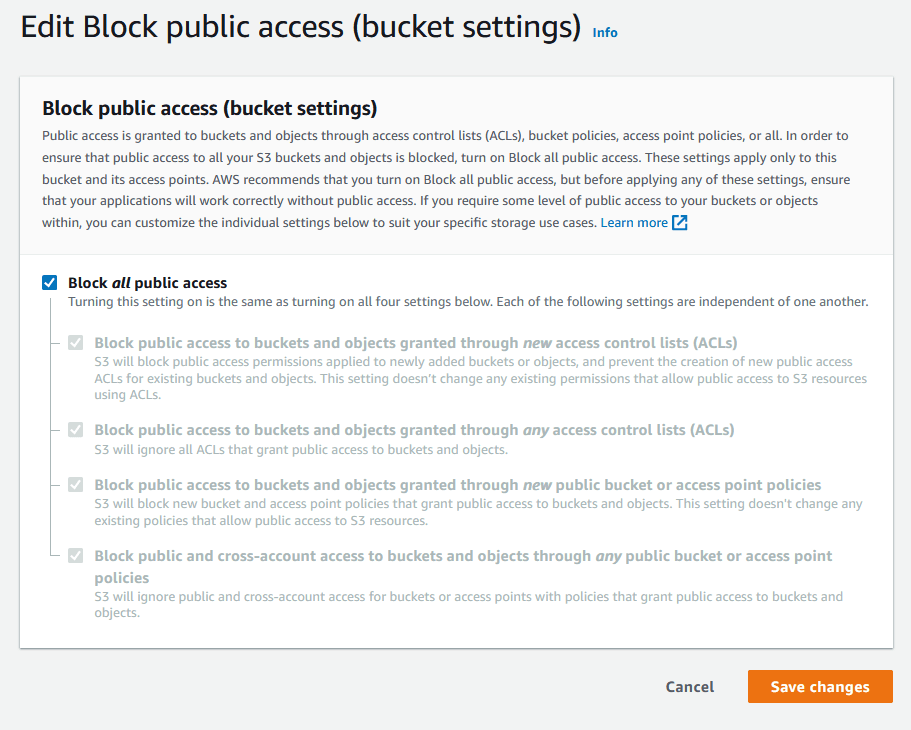 Edit Block public access (bucket settings) Info
Block public access (bucket settings)
Public access is granted to buckets and objects through access control lists (ACLs), bucket policies, access point policies, or all. In order to
ensure that public access to all your S3 buckets and objects is blocked, turn on Block all public access. These settings apply only to this
bucket and its access points. AWS recommends that you turn on Block all public access, but before applying any of these settings, ensure
that your applications will work correctly without public access. If you require some level of public access to your buckets or objects
within, you can customize the individual settings below to suit your specific storage use cases. Learn more
Block all public access
Turning this setting on is the same as turning on all four settings below. Each of the following settings are independent of one another.
Block public access to buckets and objects granted through new access control lists (ACLs)
S3 will block public access permissions applied to newly added buckets or objects, and prevent the creation of new public access
ACLs for existing buckets and objects. This setting doesn't change any existing permissions that allow public access to S3 resources
using ACLs.
Block public access to buckets and objects granted through any access control lists (ACLs)
S3 will ignore all ACLs that grant public access to buckets and objects.
Block public access to buckets and objects granted through new public bucket or access point policies
S3 will block new bucket and access point policies that grant public access to buckets and objects. This setting doesn't change any
existing policies that allow public access to S3 resources.
Block public and cross-account access to buckets and objects through any public bucket or access point
policies
S3 will ignore public and cross-account access for buckets or access points with policies that grant public access to buckets and
objects.
Cancel Save changes